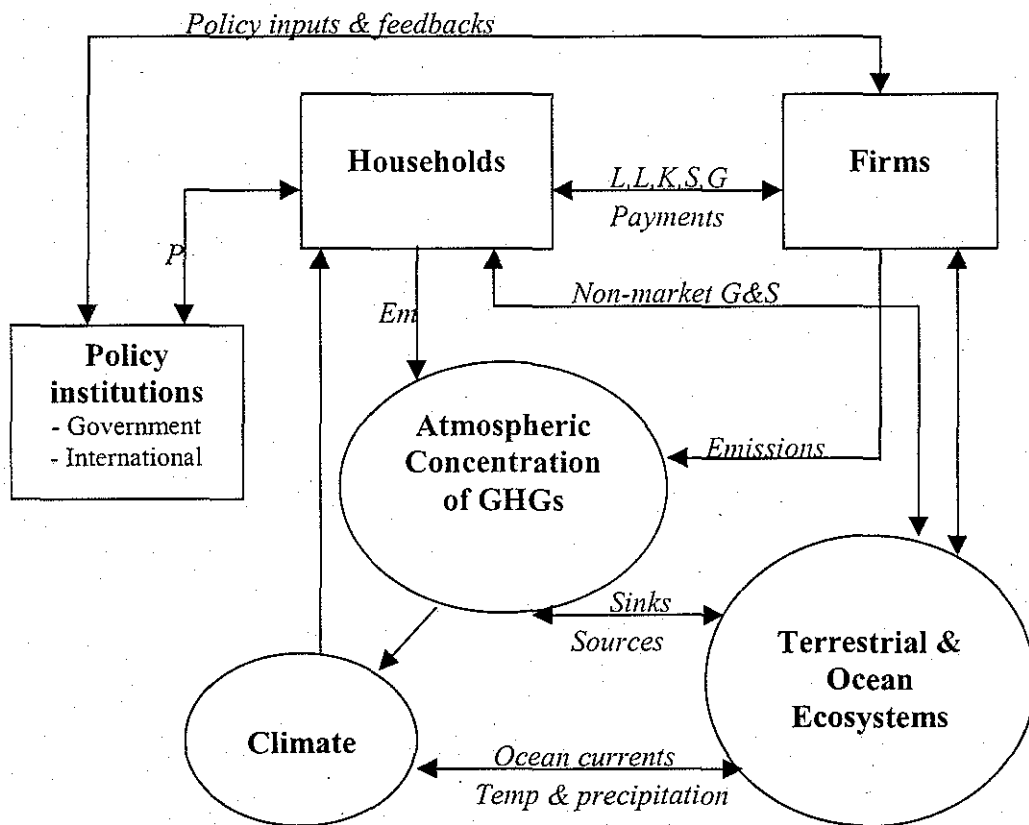 Policy inputs & feedbacks
Households
Firms
L,L,K,S,G
Payments
P
Non-market G&S
Em
Policy
institutions
- Government
- International
Atmospheric
Concentration
of GHGs
Emissions
Sinks
Sources
Terrestrial &
Ocean
Ecosystems
Climate
Ocean currents
Temp & precipitation